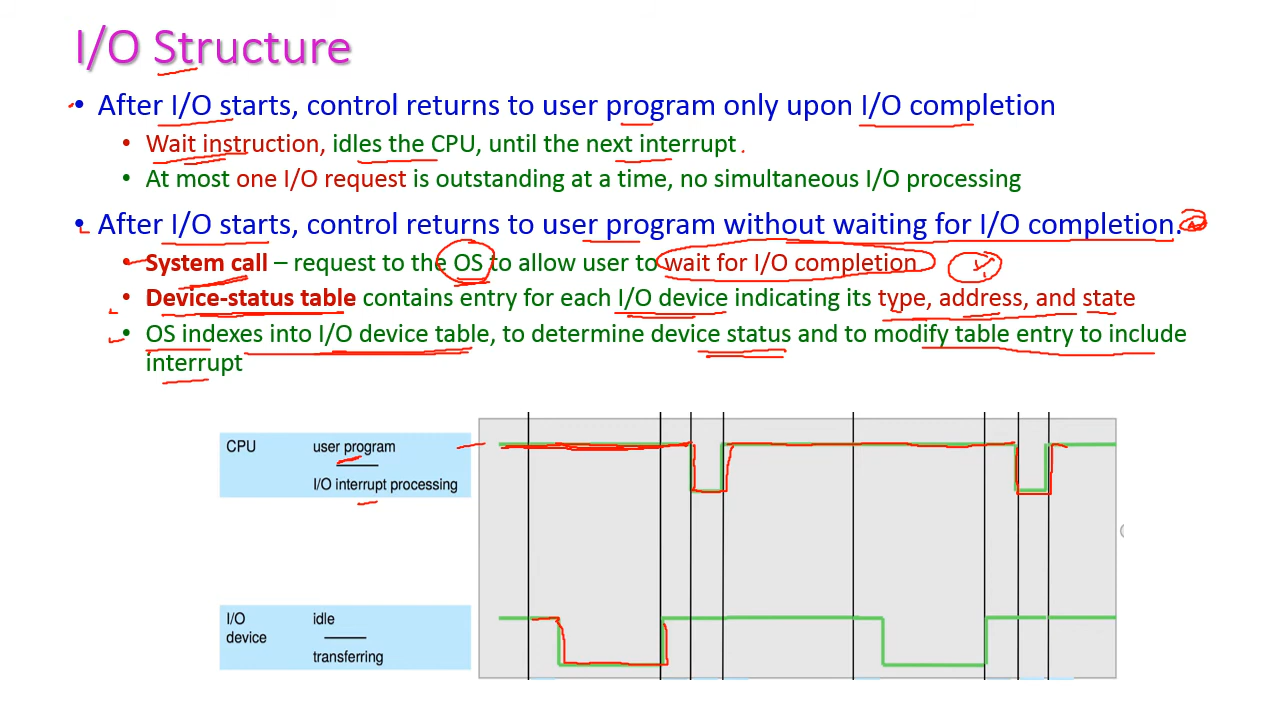 I/O Structure
• After I/O starts, control returns to user program only upon I/O completion
• Wait instruction, idles the CPU, until the next interrupt
• At most one I/O request is outstanding at a time, no simultaneous I/O processing
• After I/O starts, control returns to user program without waiting for I/O completion.
• System call – request to the OS to allow user to wait for I/O completion
• Device-status table contains entry for each I/O device indicating its type, address, and state
• OS indexes into I/O device table, to determine device status and to modify table entry to include
interrupt
CPU user program
I/O interrupt processing
I/O idle
device
transferring